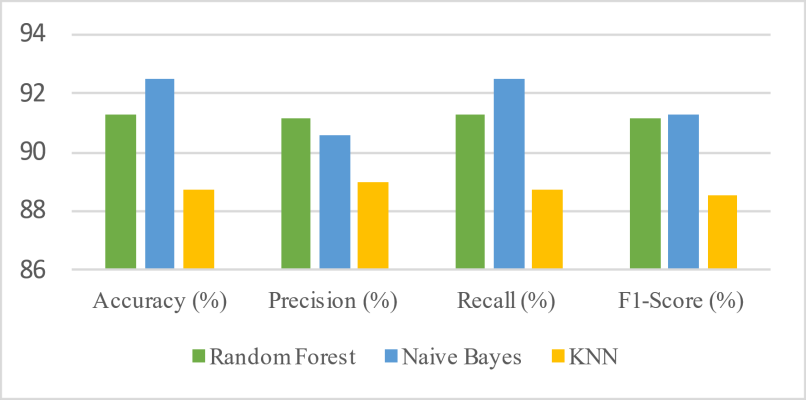 94
92
90
88
86
Accuracy (%) Precision (%) Recall (%) F1-Score (%)
Random Forest Naive Bayes KNN